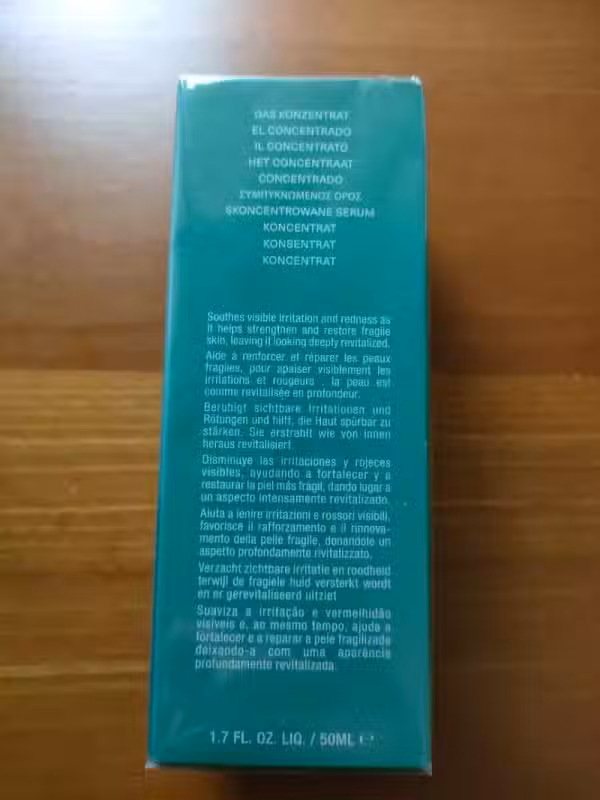 DAS KONZENTRAT
EL CONCENTRADO
IL CONCENTRATO
HET CONCENTRAAT
CONCENTRADO
ΣΥΜΠΥΚΝΩΜΕΝΟΣ ΟΡΟΣ
SKONCENTROWANE SERUM
KONCENTRAT
KONSENTRAT
KONCENTRAT
Soothes visible irritation and redness as
it helps strengthen and restore fragile
skin, leaving it looking deeply revitalized.
Aide à renforcer et réparer les peaux
fragiles, pour apaiser visiblement les
irritations et rougeurs , la peau est
comme revitalisée en profondeur.
Beruhigt sichtbare Irritationen und
Rötungen und hilft, die Haut spürbar zu
stärken. Sie erstrahlt wie von innen
heraus revitalisiert.
Disminuye las irritaciones y rojeces
visibles, ayudando a fortalecer y a
restaurar la piel más frágil, dando lugar a
un aspecto intensamente revitalizado.
Aiuta a lenire irritazioni e rossori visibili,
favorisce il rafforzamento e il rinnova-
mento della pelle fragile, donandole un
aspetto profondamente rivitalizzato.
Verzacht zichtbare irritatie en roodheid
terwijl de fragiele huid versterkt wordt
en er gerevitaliseerd uitziet
Suaviza a irritação e vermelhidão
visíveis e, ao mesmo tempo, ajuda a
fortalecer e a reparar a pele fragilizada
deixando-a com uma aparência
profundamente revitalizada.
1.7 FL. OZ. LIQ. / 50ML ℮